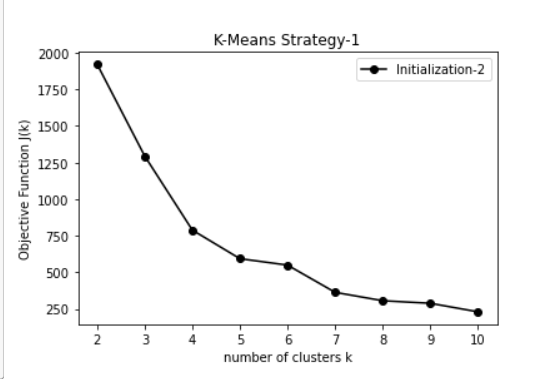 K-Means Strategy-1
Initialization-2
Objective Function J(k)
2000
1750
1500
1250
1000
750
500
250
2 3 4 5 6 7 8 9 10
number of clusters k